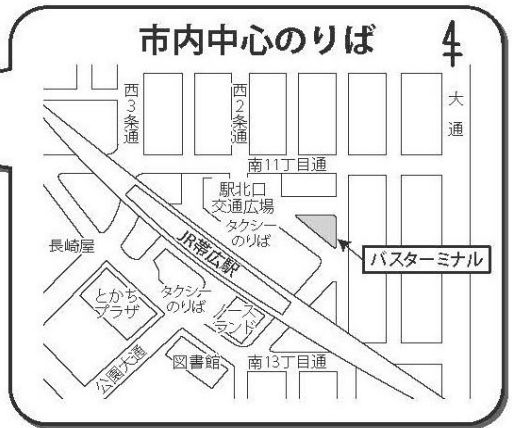 市内中心のりば
西3条通
西2条通
大通
南11丁目通
駅北口
交通広場
タクシー
のりば
JR帯広駅
バスターミナル
長崎屋
とかち
プラザ
タクシー
のりば
ノース
ランド
公園大通
図書館
南13丁目通